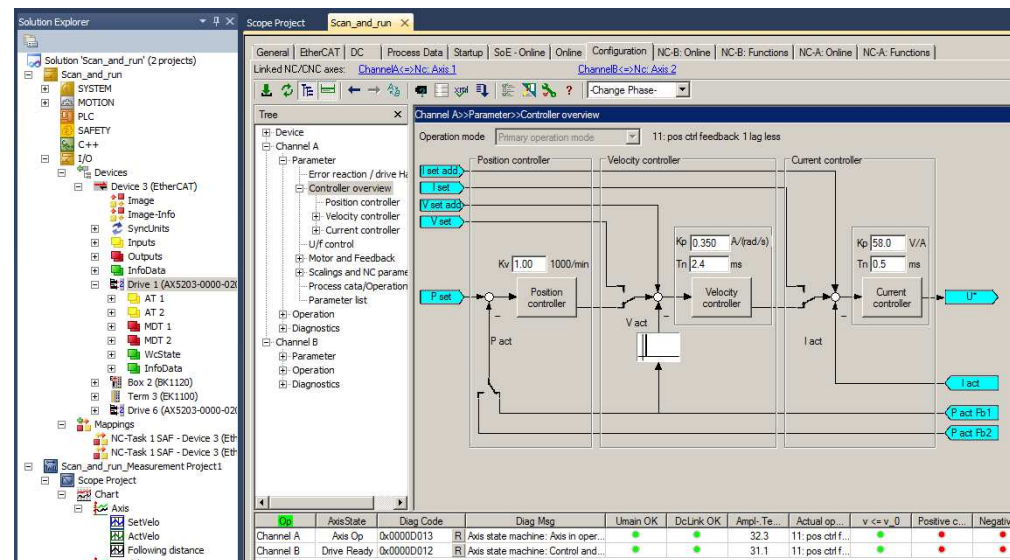 Solution Explorer
Solution 'Scan_and_run' (2 projects)
Scan_and_run
SYSTEM
MOTION
PLC
SAFETY
C++
I/O
Devices
Device 3 (EtherCAT)
Image
Image-Info
SyncUnits
Inputs
Outputs
InfoData
Drive 1 (AX5203-0000-020
AT 1
AT 2
MDT 1
MDT 2
WcState
InfoData
Box 2 (BK1120)
Term 3 (EK1100)
Drive 6 (AX5203-0000-020
Mappings
NC-Task 1 SAF - Device 3 (Eth
NC-Task 1 SAF - Device 3 (Eth
Scan_and_run_Measurement Project1
Scope Project
Chart
Axis
SetVelo
ActVelo
Following distance
Scope Project
Scan_and_run
General
EtherCAT
DC
Process Data
Startup
SoE - Online
Online
Configuration
NC-B: Online
NC-B: Functions
NC-A: Online
NC-A: Functions
Linked NC/CNC axes: ChannelA<=>Nc: Axis 1 ChannelB<=>Nc: Axis 2
-Change Phase-
Tree
Device
Channel A
Parameter
Error reaction / drive Ha
Controller overview
Position controller
Velocity controller
Current controller
U/f control
Motor and Feedback
Scalings and NC parame
Process cata/Operation
Parameter list
Operation
Diagnostics
Channel B
Parameter
Operation
Diagnostics
Channel A>>Parameter>>Controller overview
Operation mode Primary operation mode 11: pos ctrl feedback 1 lag less
Position controller
Velocity controller
Current controller
I set add
I set
V set add
V set
Kp 0.350 A/(rad/s)
Kp 58.0 V/A
Kv 1.00 1000/min
Tn 2.4 ms
Tn 0.5 ms
P set
Position controller
Velocity controller
Current controller
U*
V act
P act
I act
I act
P act Fb1
P act Fb2
Op AxisState Diag Code Diag Msg Umain OK DcLink OK Ampl-.Te... Actual op... v <= v_0 Positive c... Negativ
Channel A Axis Op 0x0000D013 R Axis state machine: Axis in oper... 32.3 11: pos ctrl f...
Channel B Drive Ready 0x0000D012 R Axis state machine: Control and... 31.1 11: pos ctrl f...